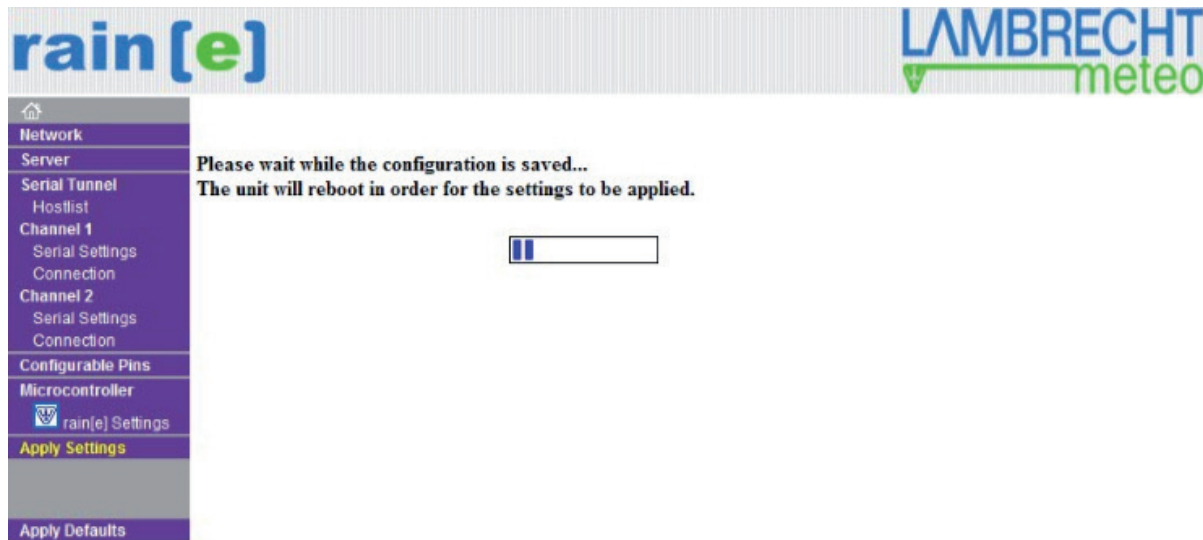 rain[e]
LAMBRECHT
meteo
Network
Server
Serial Tunnel
Hostlist
Channel 1
Serial Settings
Connection
Channel 2
Serial Settings
Connection
Configurable Pins
Microcontroller
rain[e] Settings
Apply Settings
Apply Defaults
Please wait while the configuration is saved...
The unit will reboot in order for the settings to be applied.